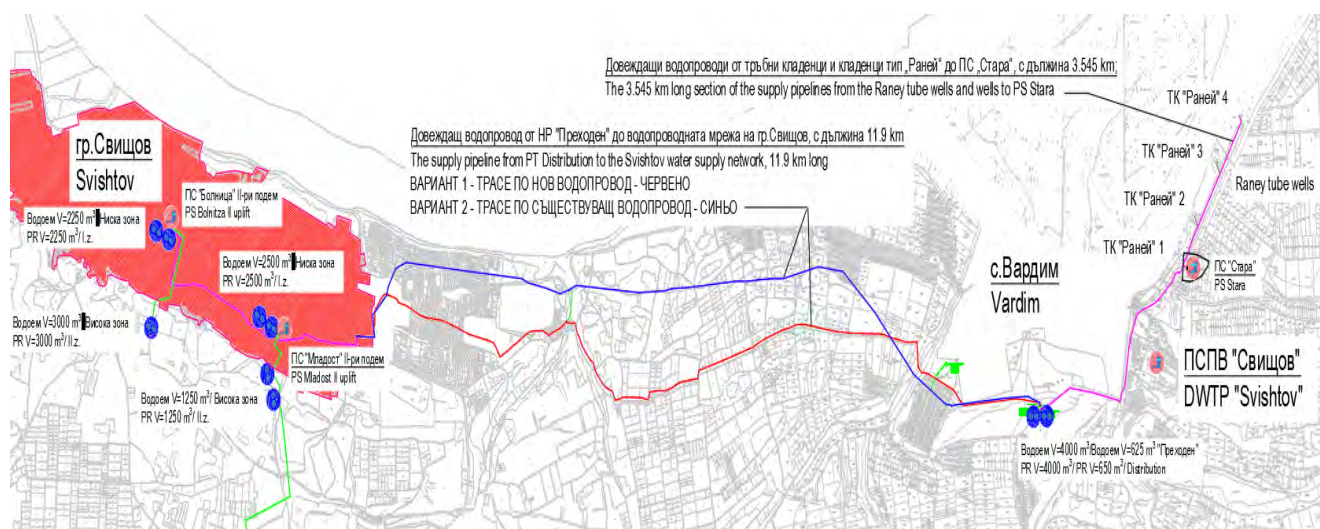 Довеждащи водопроводи от тръбни кладенци и кладенци тип „Раней" до ПС „Стара", с дължина 3.545 km;
The 3.545 km long section of the supply pipelines from the Raney tube wells and wells to PS Stara
ТК "Раней" 4
ТК "Раней" 3
Raney tube wells
ТК "Раней" 2
ТК "Раней" 1
ПС "Стара"
PS Stara
Довеждащ водопровод от НР "Преходен" до водопроводната мрежа на гр.Свищов, с дължина 11.9 km
The supply pipeline from PT Distribution to the Svishtov water supply network, 11.9 km long
ВАРИАНТ 1 - ТРАСЕ ПО НОВ ВОДОПРОВОД - ЧЕРВЕНО
ВАРИАНТ 2 - ТРАСЕ ПО СЪЩЕСТВУВАЩ ВОДОПРОВОД - СИНЬО
гр.Свищов
Svishtov
ПС "Болница" II-ри подем
PS Bolnitza II uplift
Водоем V=2250 m³ Ниска зона
PR V=2250 m³/ I.z.
Водоем V=2500 m³ Ниска зона
PR V=2500 m³/ I.z.
Водоем V=3000 m³ Висока зона
PR V=3000 m³/ II.z.
ПС "Младост" II-ри подем
PS Mladost II uplift
Водоем V=1250 m³/ Висока зона
PR V=1250 m³/ II.z.
с.Вардим
Vardim
ПСПВ "Свищов"
DWTP "Svishtov"
Водоем V=4000 m³/Водоем V=625 m³ "Преходен"
PR V=4000 m³/ PR V=650 m³/ Distribution